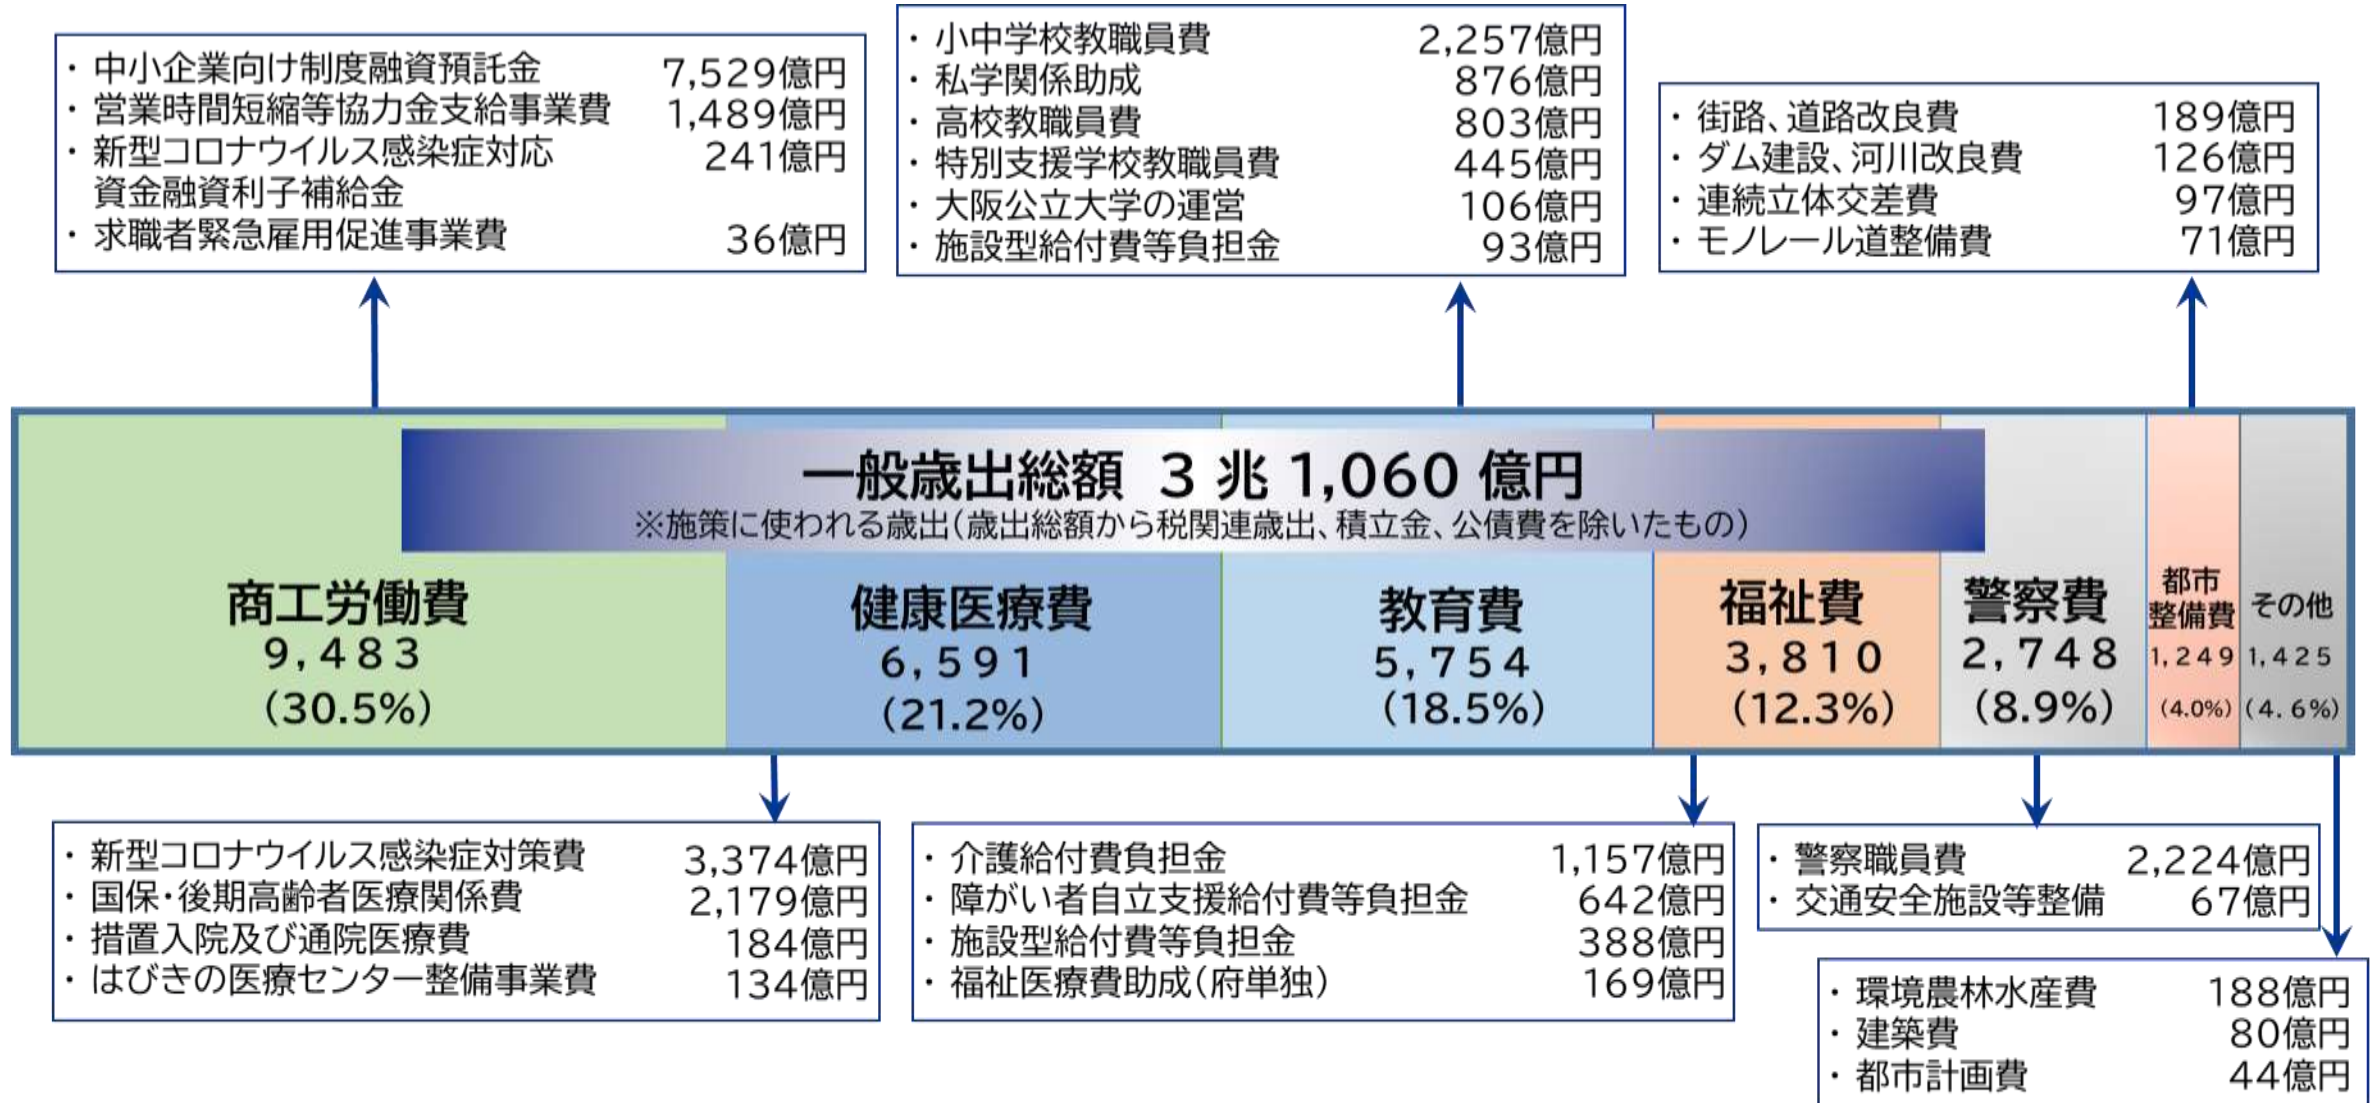 ・ 中小企業向け制度融資預託金 7,529億円
・ 営業時間短縮等協力金支給事業費 1,489億円
・ 新型コロナウイルス感染症対応 241億円
資金融資利子補給金
・ 求職者緊急雇用促進事業費 36億円
・ 小中学校教職員費 2,257億円
・ 私学関係助成 876億円
・ 高校教職員費 803億円
・ 特別支援学校教職員費 445億円
・ 大阪公立大学の運営 106億円
・ 施設型給付費等負担金 93億円
・ 街路、道路改良費 189億円
・ ダム建設、河川改良費 126億円
・ 連続立体交差費 97億円
・ モノレール道整備費 71億円
一般歳出総額 3 兆 1,060 億円
※施策に使われる歳出(歳出総額から税関連歳出、積立金、公債費を除いたもの)
商工労働費
9,483
(30.5%)
健康医療費
6,591
(21.2%)
教育費
5,754
(18.5%)
福祉費
3,810
(12.3%)
警察費
2,748
(8.9%)
都市
整備費
1,249
(4.0%)
その他
1,425
(4.6%)
・ 新型コロナウイルス感染症対策費 3,374億円
・ 国保・後期高齢者医療関係費 2,179億円
・ 措置入院及び通院医療費 184億円
・ はびきの医療センター整備事業費 134億円
・ 介護給付費負担金 1,157億円
・ 障がい者自立支援給付費等負担金 642億円
・ 施設型給付費等負担金 388億円
・ 福祉医療費助成(府単独) 169億円
・ 警察職員費 2,224億円
・ 交通安全施設等整備 67億円
・ 環境農林水産費 188億円
・ 建築費 80億円
・ 都市計画費 44億円